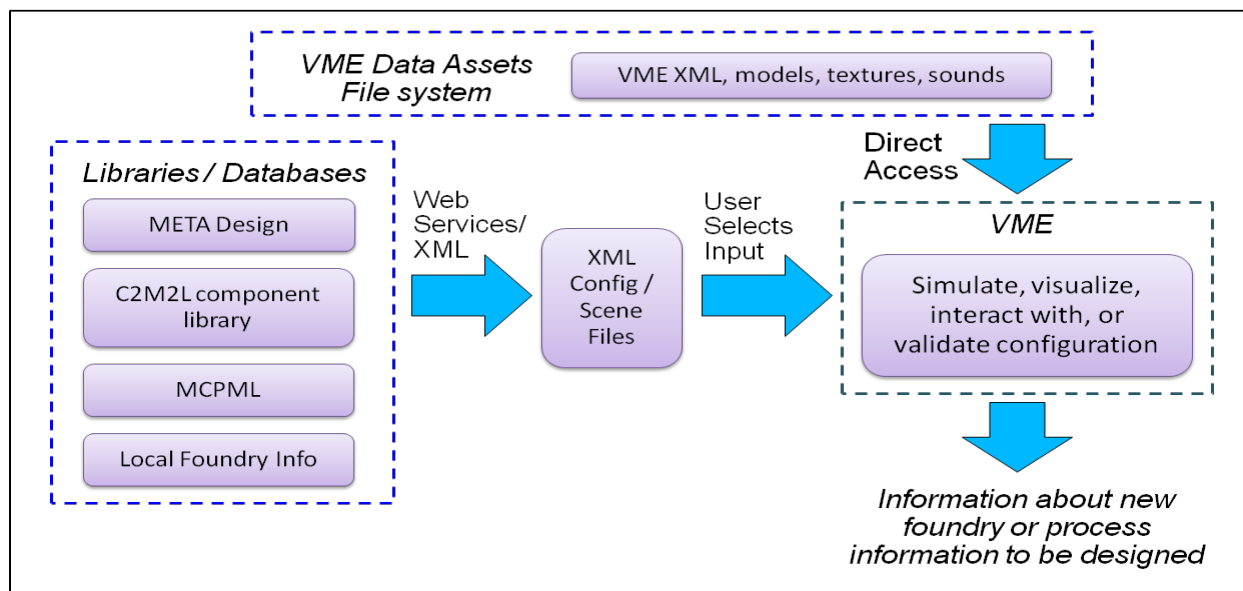 VME Data Assets
File system
VME XML, models, textures, sounds
Direct
Access
Libraries / Databases
META Design
C2M2L component
library
MCPML
Local Foundry Info
Web
Services/
XML
XML
Config /
Scene
Files
User
Selects
Input
VME
Simulate, visualize,
interact with, or
validate configuration
Information about new
foundry or process
information to be designed